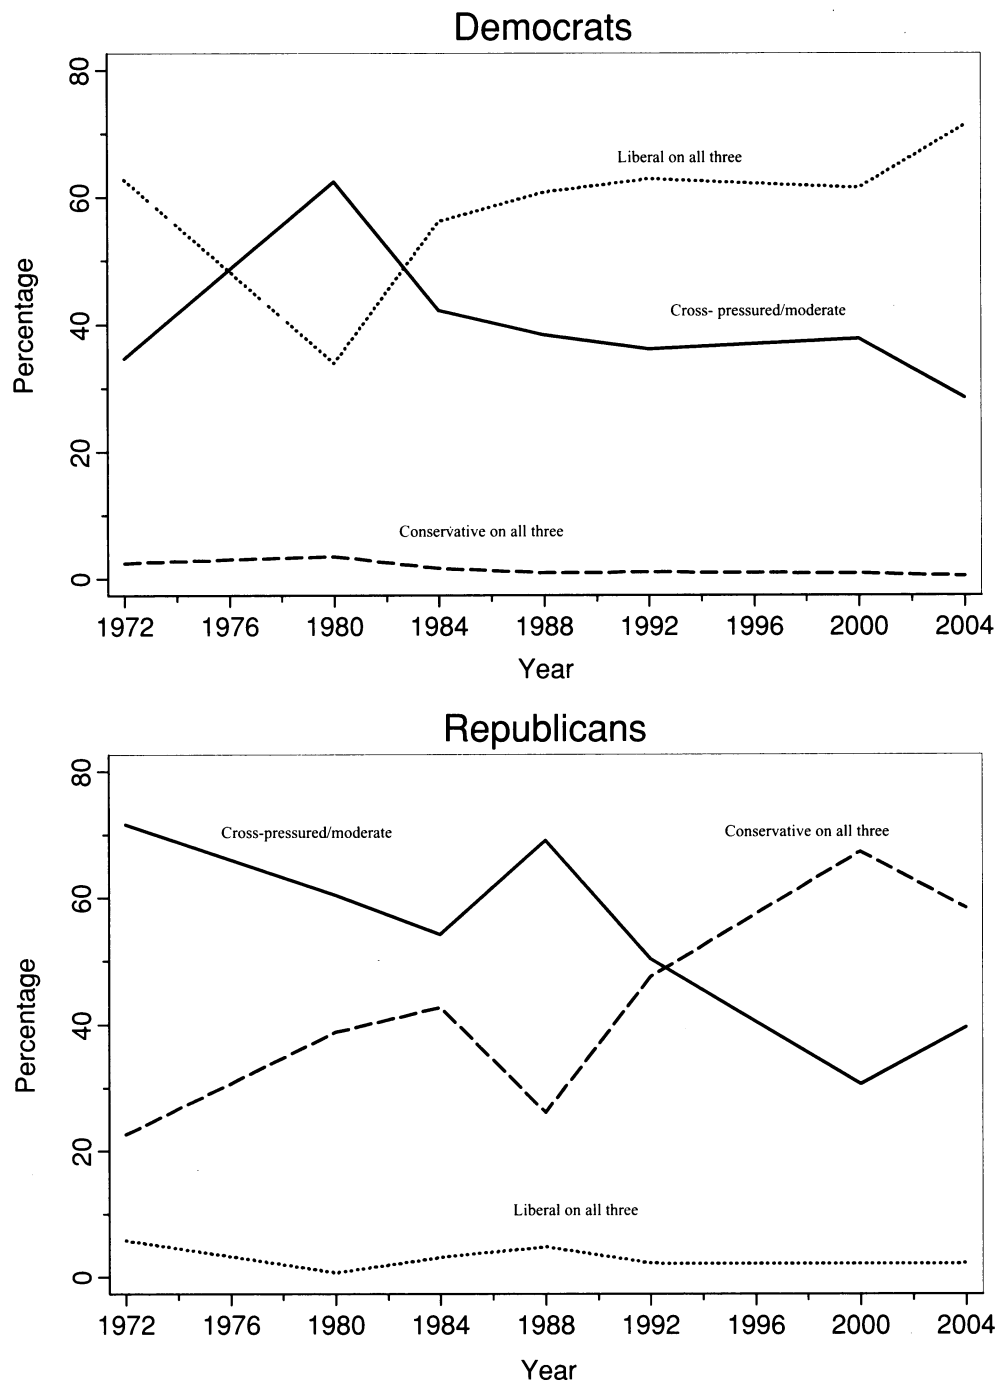 Democrats
80
60
40
20
0
Percentage
Liberal on all three
Cross- pressured/moderate
Conservative on all three
1972 1976 1980 1984 1988 1992 1996 2000 2004
Year
Republicans
80
60
40
20
0
Percentage
Cross-pressured/moderate
Conservative on all three
Liberal on all three
1972 1976 1980 1984 1988 1992 1996 2000 2004
Year